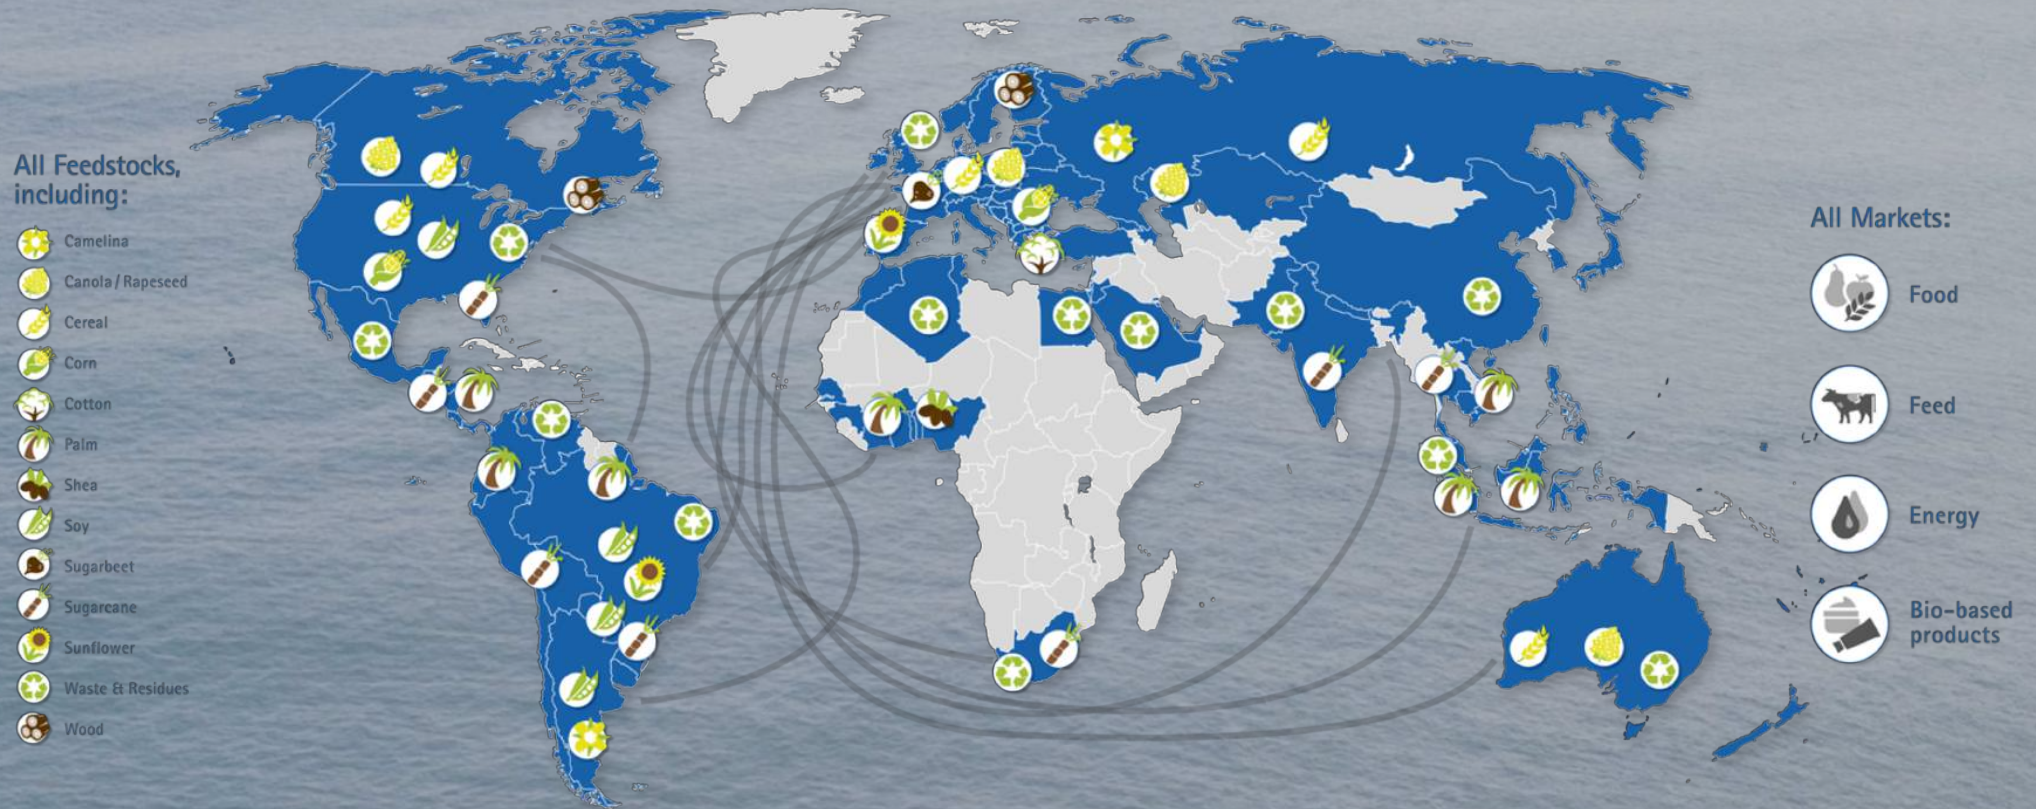 All Feedstocks,
including:
Camelina
Canola / Rapeseed
Cereal
Corn
Cotton
Palm
Shea
Soy
Sugarbeet
Sugarcane
Sunflower
Waste & Residues
Wood
All Markets:
Food
Feed
Energy
Bio-based
products